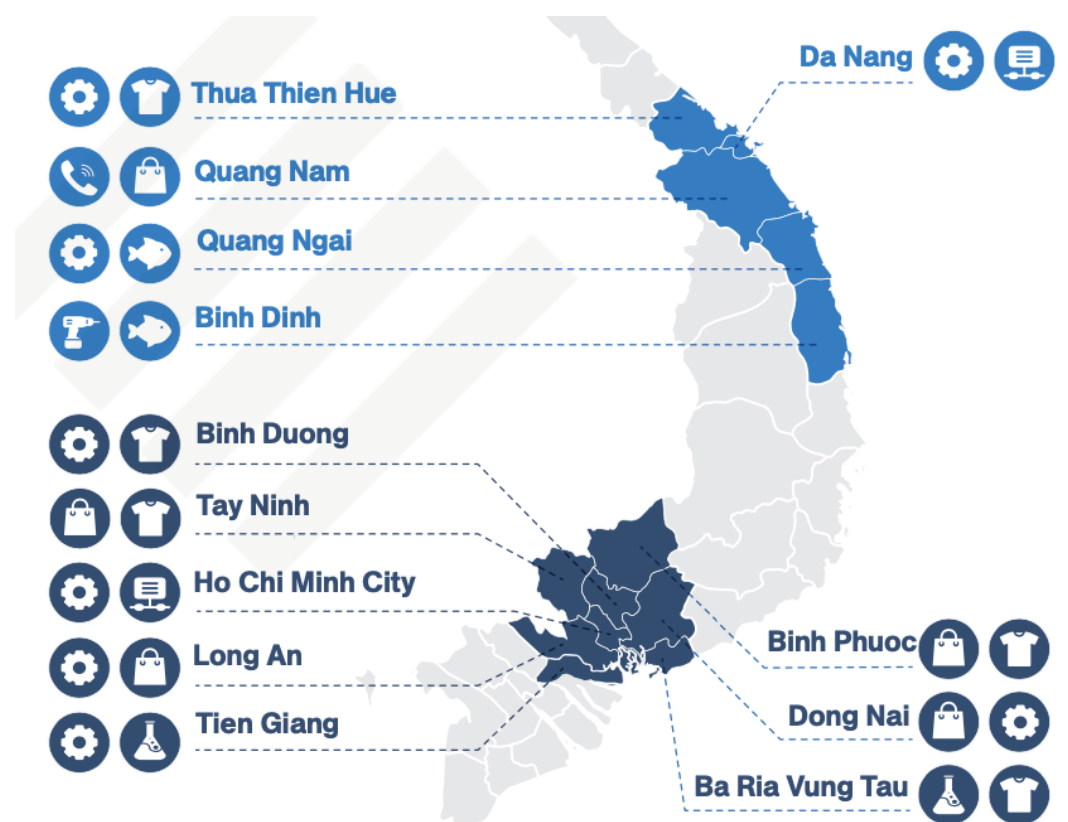 Da Nang
Thua Thien Hue
Quang Nam
Quang Ngai
Binh Dinh
Binh Duong
Tay Ninh
Ho Chi Minh City
Long An
Tien Giang
Binh Phuoc
Dong Nai
Ba Ria Vung Tau